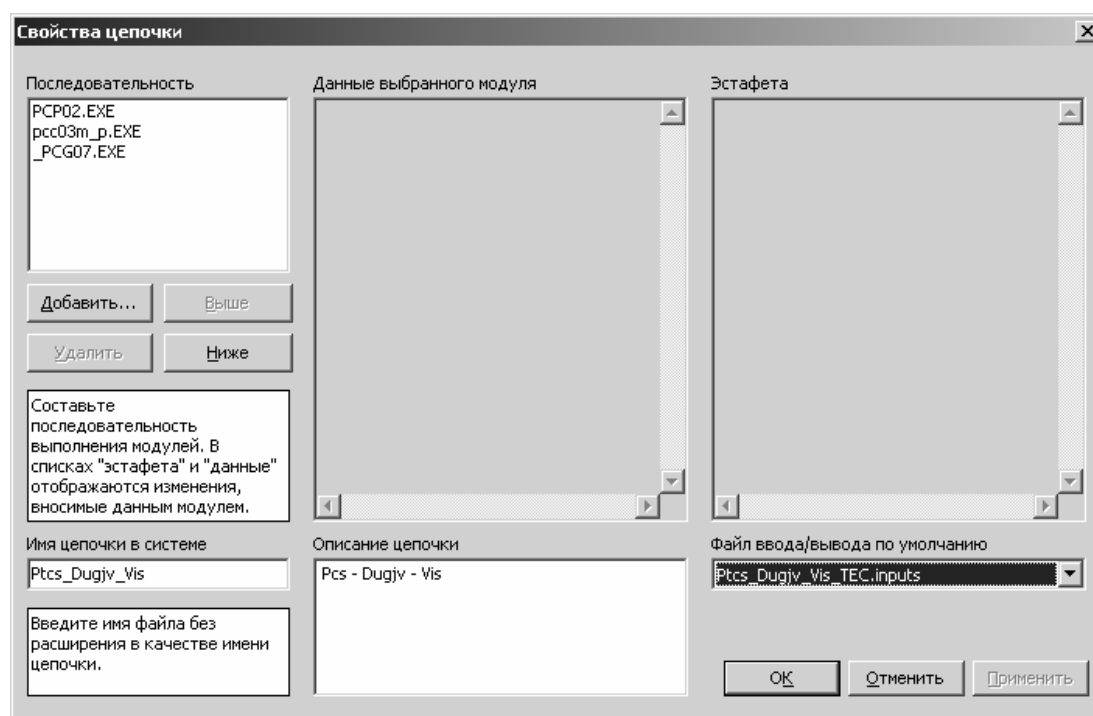 Свойства цепочки
Последовательность
PCP02.EXE
pcc03m_p.EXE
_PCG07.EXE
Добавить...
Выше
Удалить
Ниже
Составьте
последовательность
выполнения модулей. В
списках "эстафета" и "данные"
отображаются изменения,
вносимые данным модулем.
Имя цепочки в системе
Ptcs_Dugjv_Vis
Введите имя файла без
расширения в качестве имени
цепочки.
Данные выбранного модуля
Описание цепочки
Pcs - Dugjv - Vis
Эстафета
Файл ввода/вывода по умолчанию
Ptcs_Dugjv_Vis_TEC.inputs
OK
Отменить
Применить